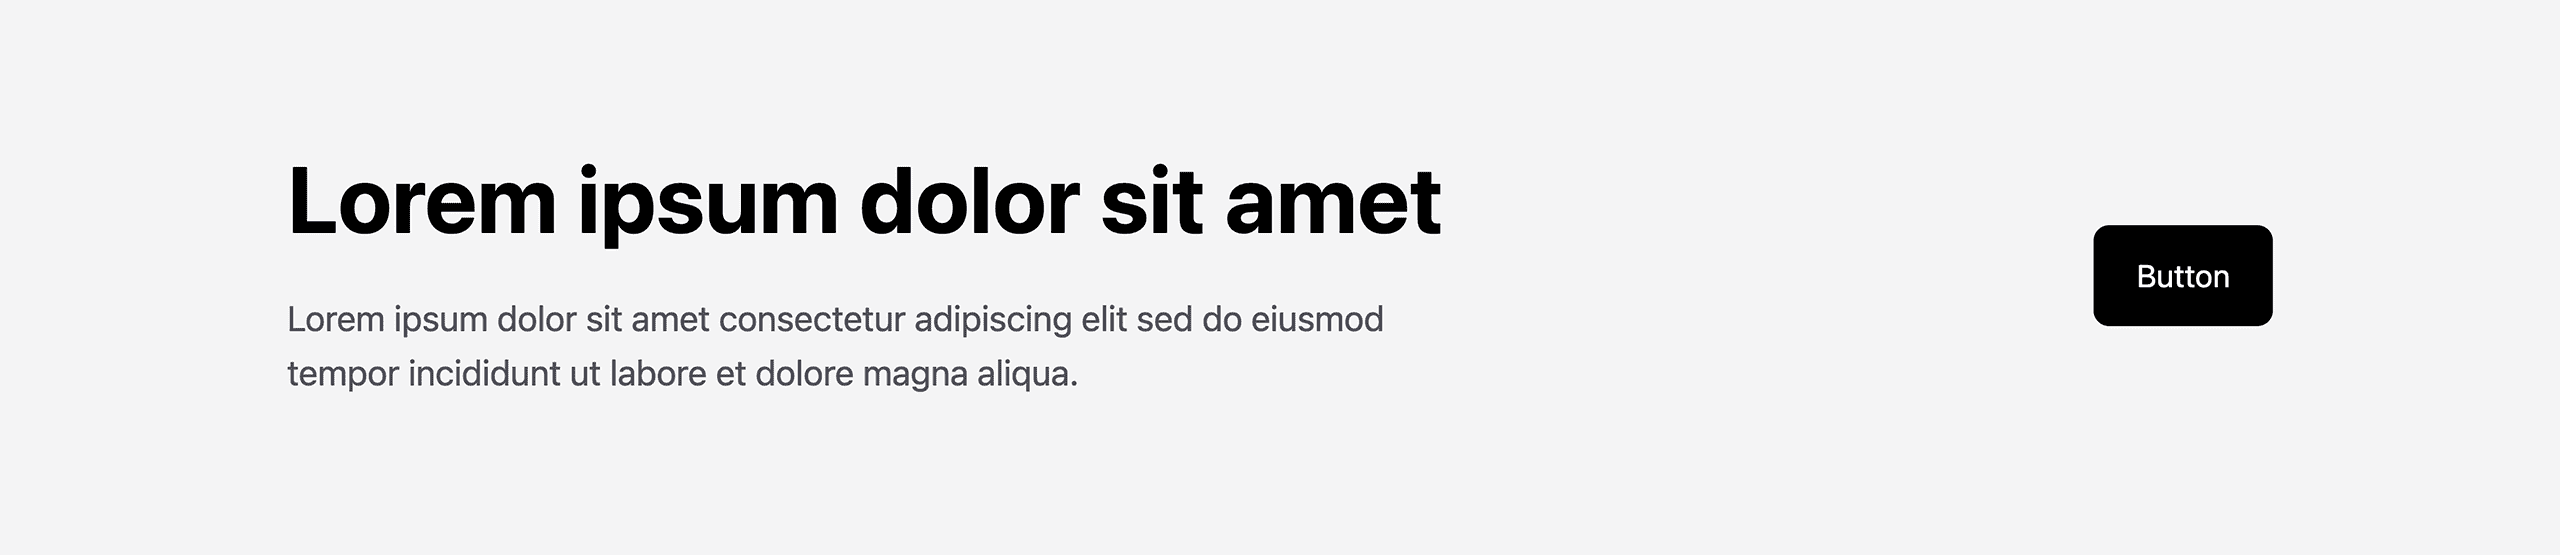 Lorem ipsum dolor sit amet
Lorem ipsum dolor sit amet consectetur adipiscing elit sed do eiusmod
tempor incididunt ut labore et dolore magna aliqua.
Button